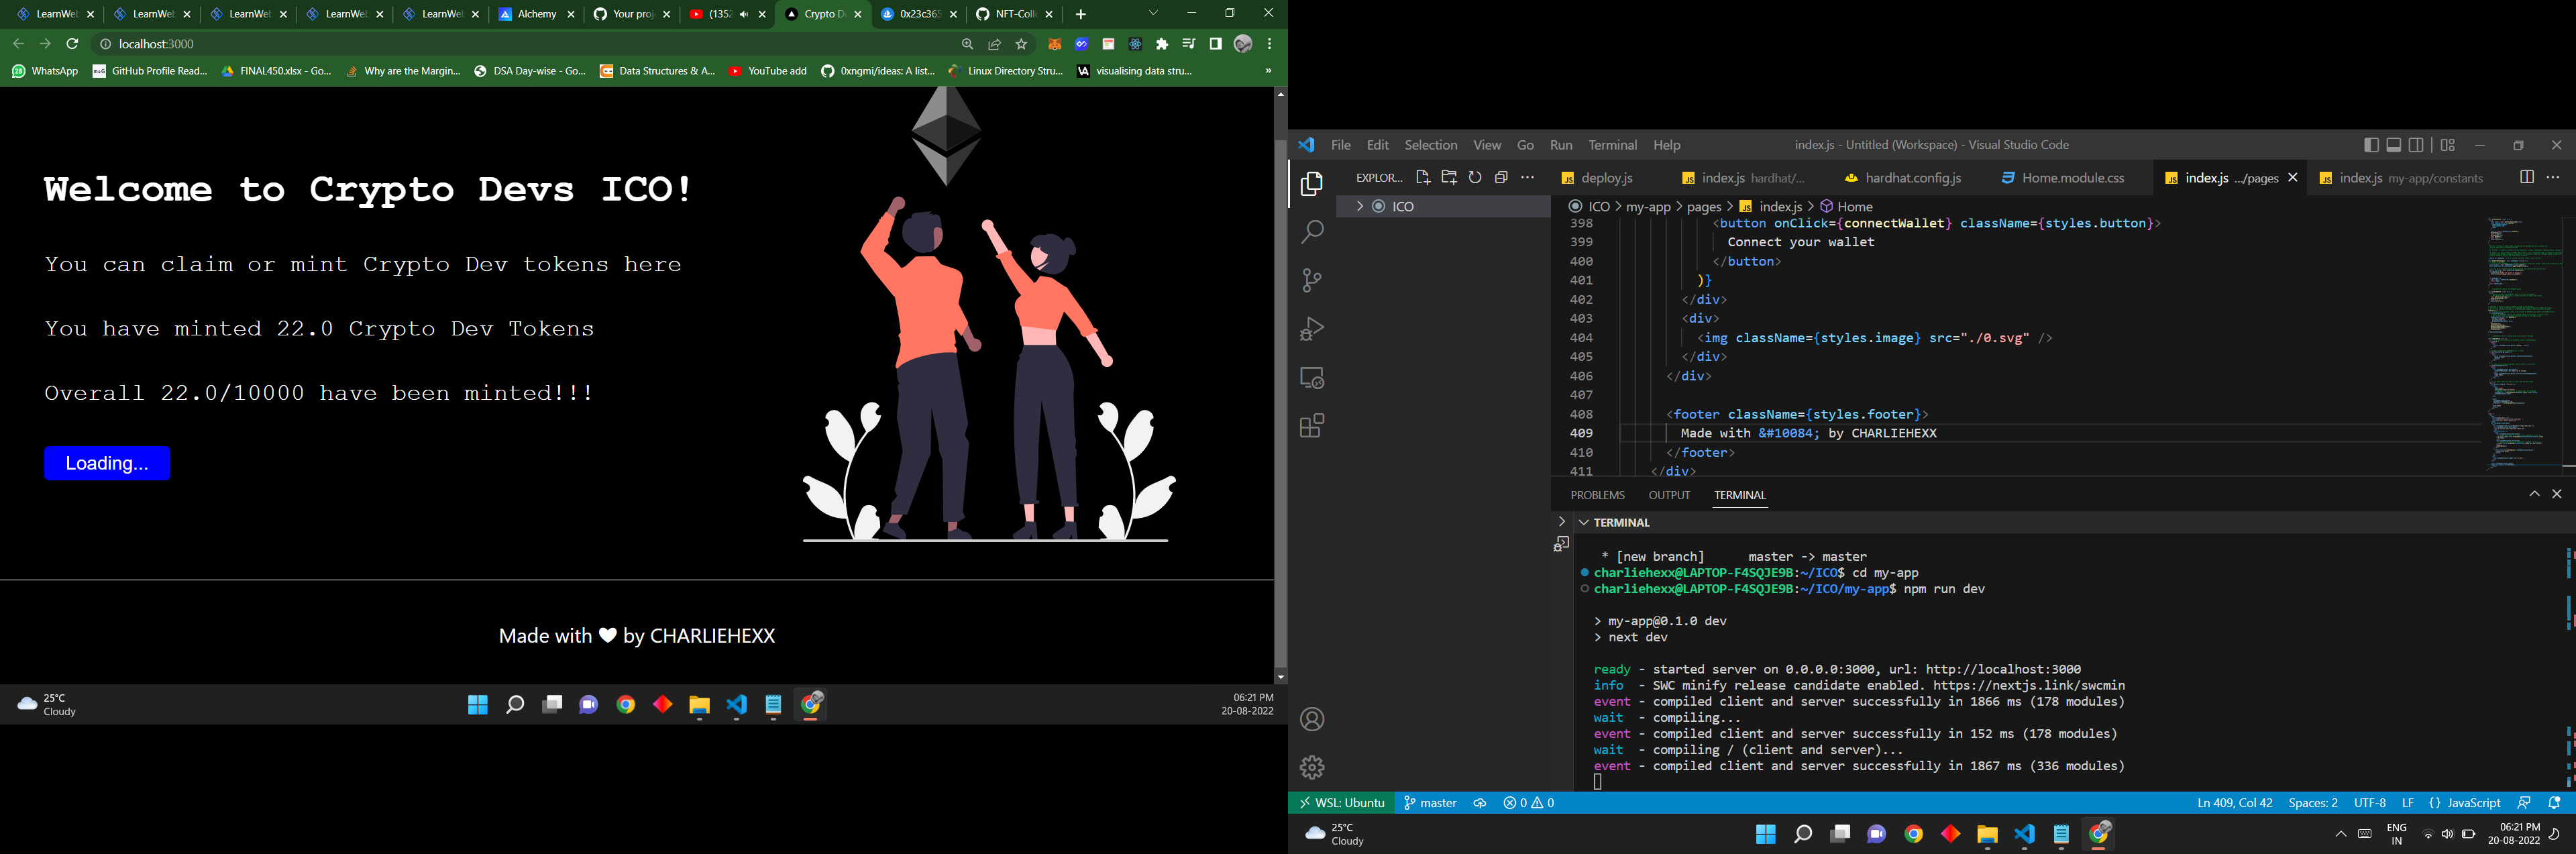 LearnWeb
LearnWeb
LearnWeb
LearnWeb
LearnWeb
Alchemy
Your proj
(1352
Crypto D
0x23c365
NFT-Coll
localhost:3000
WhatsApp
GitHub Profile Read...
FINAL450.xlsx - Go...
Why are the Margin...
DSA Day-wise - Go...
Data Structures & A...
YouTube add
0xngmi/ideas: A list...
Linux Directory Stru...
visualising data stru...
»
Welcome to Crypto Devs ICO!
You can claim or mint Crypto Dev tokens here
You have minted 22.0 Crypto Dev Tokens
Overall 22.0/10000 have been minted!!!
Loading...
Made with ❤ by CHARLIEHEXX
25°C
Cloudy
06:21 PM
20-08-2022
File Edit Selection View Go Run Terminal Help
index.js - Untitled (Workspace) - Visual Studio Code
EXPLOR...
ICO
deploy.js
index.js hardhat/...
hardhat.config.js
Home.module.css
index.js .../pages
index.js my-app/constants
ICO > my-app > pages > index.js > Home
398 <button onClick={connectWallet} className={styles.button}>
399 Connect your wallet
400 </button>
401 )}
402 </div>
403 <div>
404 <img className={styles.image} src="./0.svg" />
405 </div>
406 </div>
407
408 <footer className={styles.footer}>
409 Made with &#10084; by CHARLIEHEXX
410 </footer>
411 </div>
PROBLEMS OUTPUT TERMINAL
TERMINAL
* [new branch] master -> master
charliehexx@LAPTOP-F4SQJE9B:~/ICO$ cd my-app
charliehexx@LAPTOP-F4SQJE9B:~/ICO/my-app$ npm run dev
> my-app@0.1.0 dev
> next dev
ready - started server on 0.0.0.0:3000, url: http://localhost:3000
info - SWC minify release candidate enabled. https://nextjs.link/swcmin
event - compiled client and server successfully in 1866 ms (178 modules)
wait - compiling...
event - compiled client and server successfully in 152 ms (178 modules)
wait - compiling / (client and server)...
event - compiled client and server successfully in 1867 ms (336 modules)
WSL: Ubuntu master 0 0
Ln 409, Col 42 Spaces: 2 UTF-8 LF {} JavaScript
25°C
Cloudy
ENG
IN
06:21 PM
20-08-2022